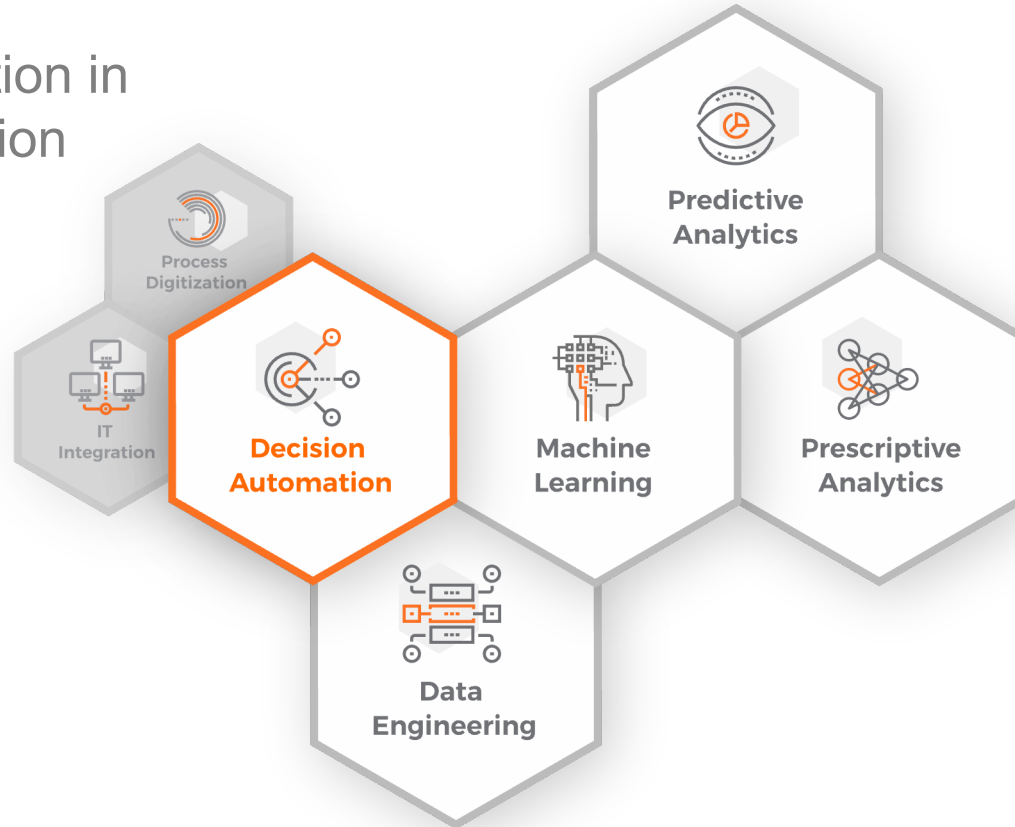 tion in
ion
Predictive
Analytics
Process
Digitization
IT
Integration
Decision
Automation
Machine
Learning
Prescriptive
Analytics
Data
Engineering